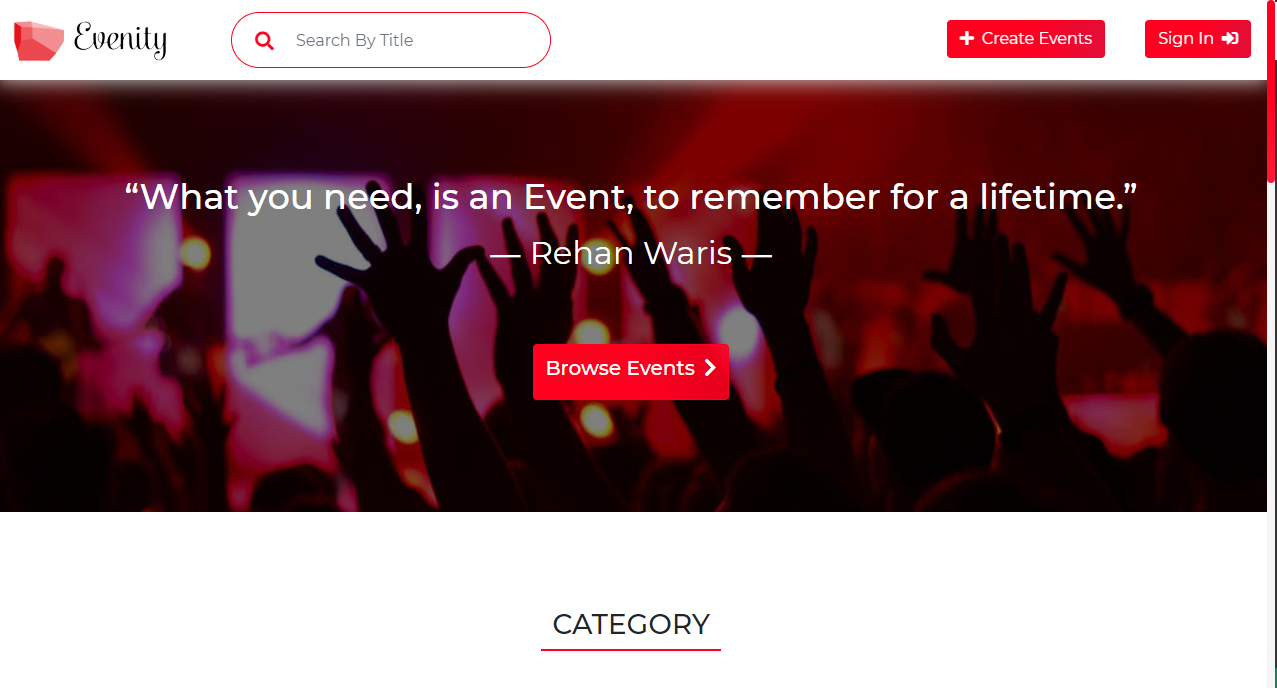 Evenity
Search By Title
Create Events
Sign In
“What you need, is an Event, to remember for a lifetime.”
— Rehan Waris —
Browse Events
CATEGORY